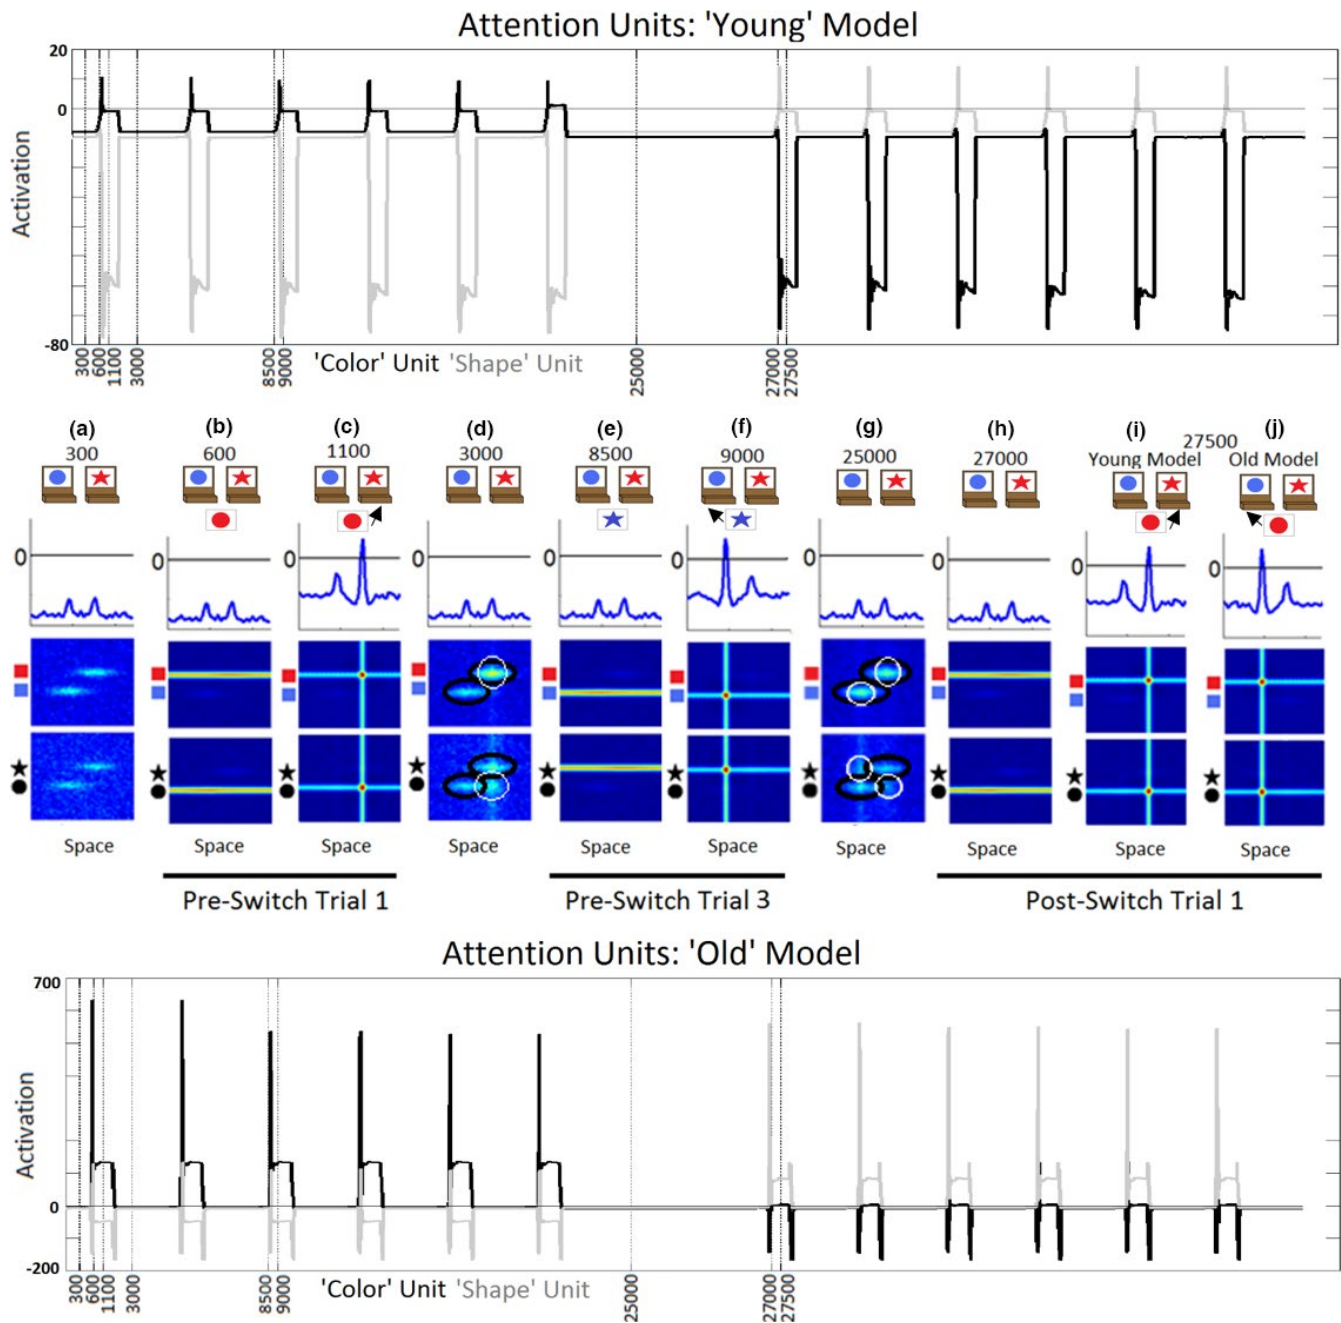 Attention Units: 'Young' Model
20
0
Activation
-80
300
600
1100
3000
8500
9000
'Color' Unit 'Shape' Unit
25000
27000
27500
(a) (b) (c) (d) (e) (f) (g) (h) (i) (j)
300 600 1100 3000 8500 9000 25000 27000 27500
Young Model Old Model
0 0 0 0 0 0 0 0 0 0
Space Space Space Space Space Space Space Space Space Space
Pre-Switch Trial 1 Pre-Switch Trial 3 Post-Switch Trial 1
Attention Units: 'Old' Model
700
Activation
0
-200
300
600
1100
3000
8500
9000
'Color' Unit 'Shape' Unit
25000
27000
27500